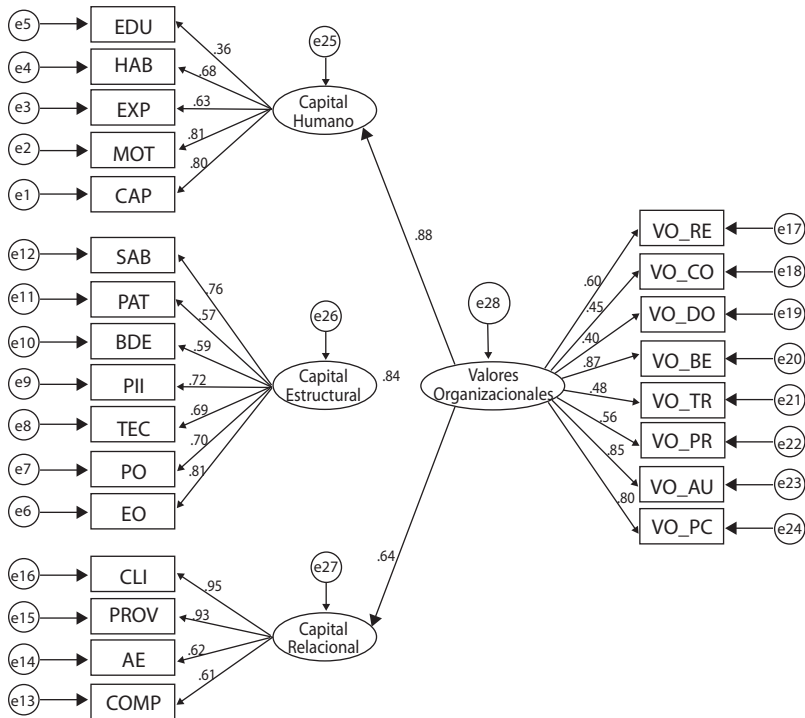 e5
EDU
e4
HAB
e3
EXP
e2
MOT
e1
CAP
.36
.68
.63
.81
.80
e25
Capital
Humano
e12
SAB
e11
PAT
e10
BDE
e9
PII
e8
TEC
e7
PO
e6
EO
.76
.57
.59
.72
.69
.70
.81
e26
Capital
Estructural
e16
CLI
e15
PROV
e14
AE
e13
COMP
.95
.93
.62
.61
e27
Capital
Relacional
.88
.84
.64
e28
Valores
Organizacionales
.60
.45
.40
.87
.48
.56
.85
.80
VO_RE
e17
VO_CO
e18
VO_DO
e19
VO_BE
e20
VO_TR
e21
VO_PR
e22
VO_AU
e23
VO_PC
e24